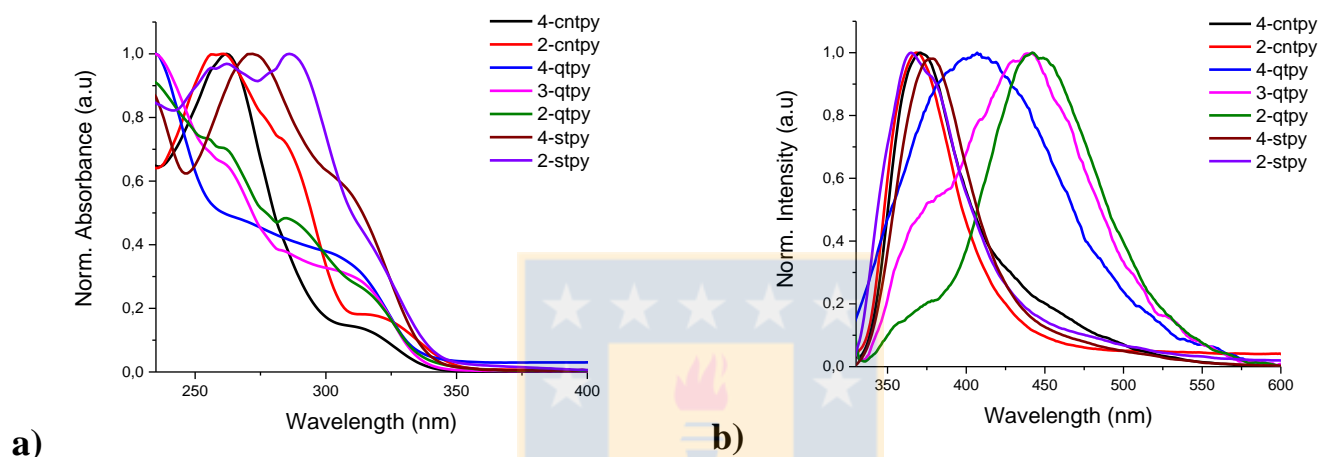 4-cntpy
2-cntpy
4-qtpy
3-qtpy
2-qtpy
4-stpy
2-stpy
1,0
0,8
0,6
0,4
0,2
0,0
Norm. Absorbance (a.u)
250 300 350 400
Wavelength (nm)
a)
4-cntpy
2-cntpy
4-qtpy
3-qtpy
2-qtpy
4-stpy
2-stpy
1,0
0,8
0,6
0,4
0,2
0,0
Norm. Intensity (a.u)
350 400 450 500 550 600
Wavelength (nm)
b)